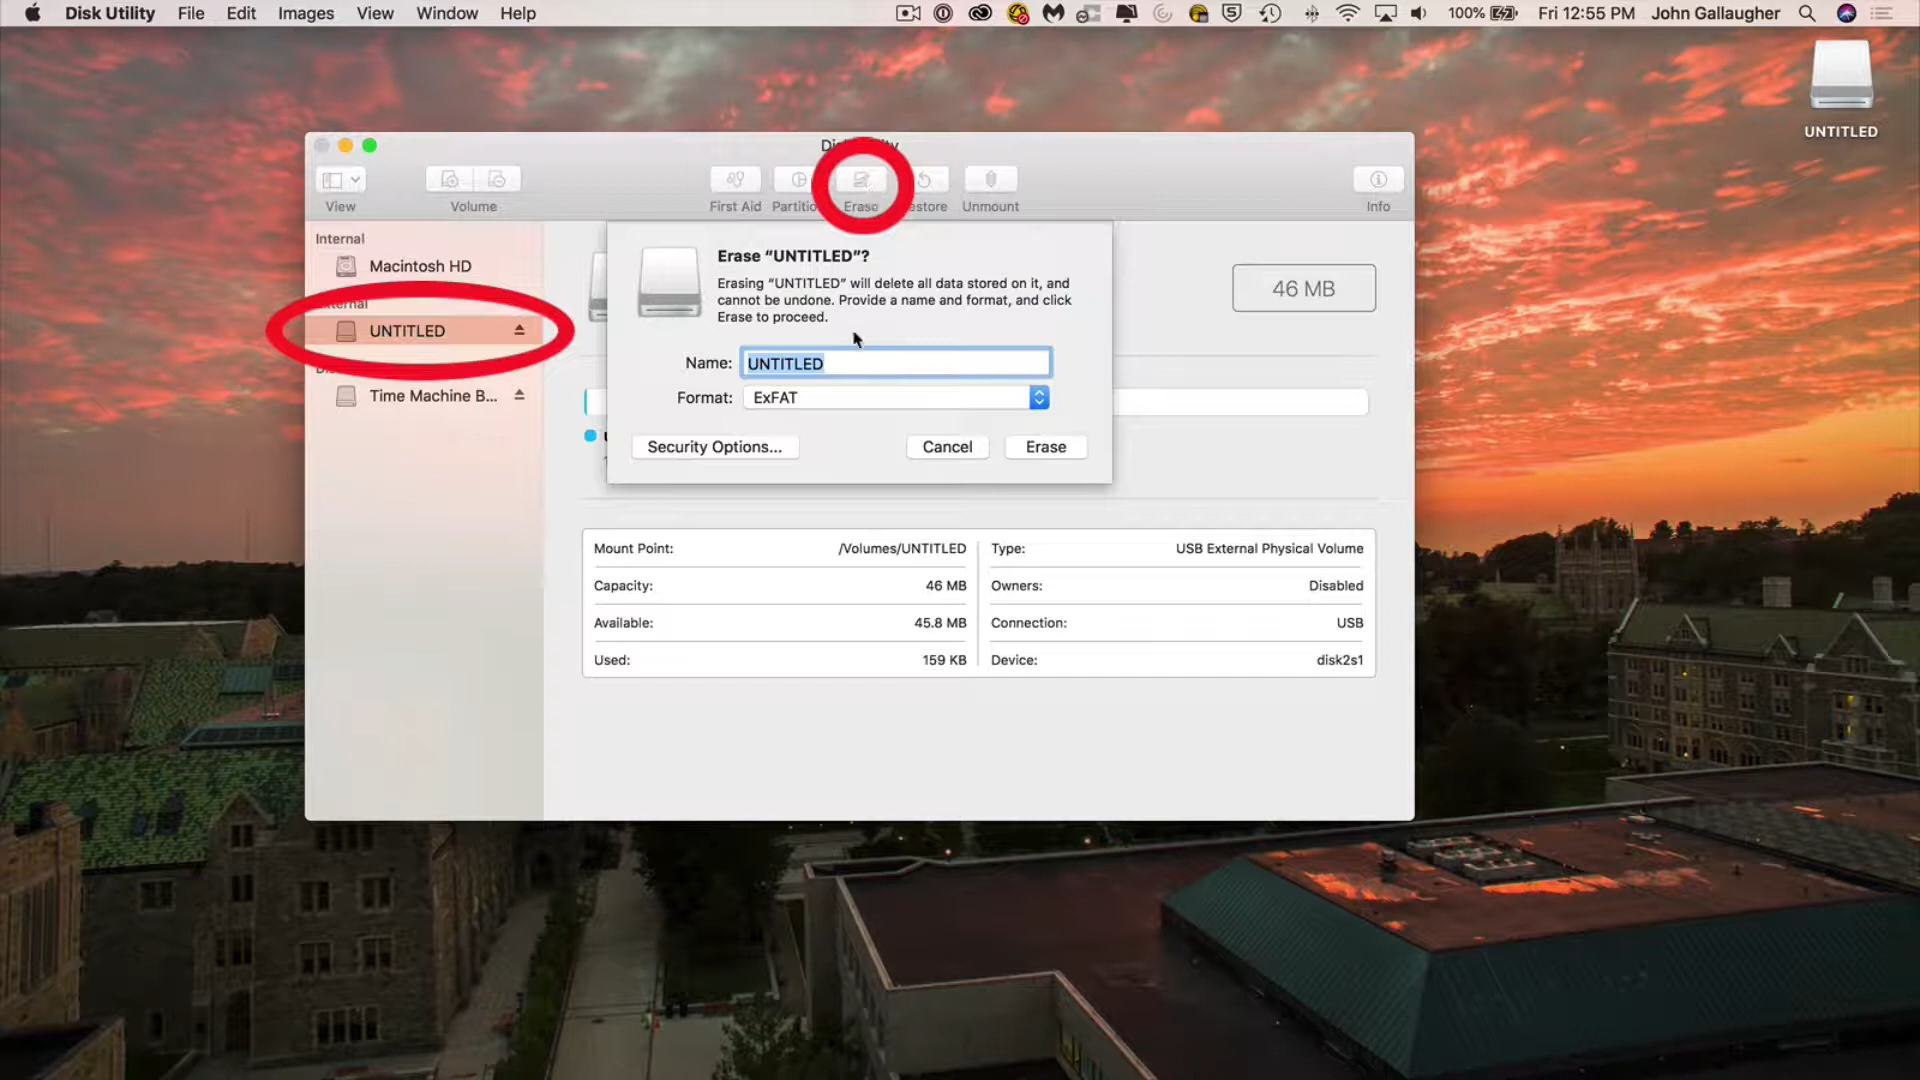 Disk Utility File Edit Images View Window Help
100% Fri 12:55 PM John Gallaugher
UNTITLED
View Volume First Aid Erase Unmount Info
Internal
Macintosh HD
UNTITLED
Time Machine B...
Erase “UNTITLED”?
Erasing “UNTITLED” will delete all data stored on it, and
cannot be undone. Provide a name and format, and click
Erase to proceed.
Name: UNTITLED
Format: ExFAT
Security Options... Cancel Erase
46 MB
Mount Point: /Volumes/UNTITLED
Type: USB External Physical Volume
Capacity: 46 MB
Owners: Disabled
Available: 45.8 MB
Connection: USB
Used: 159 KB
Device: disk2s1